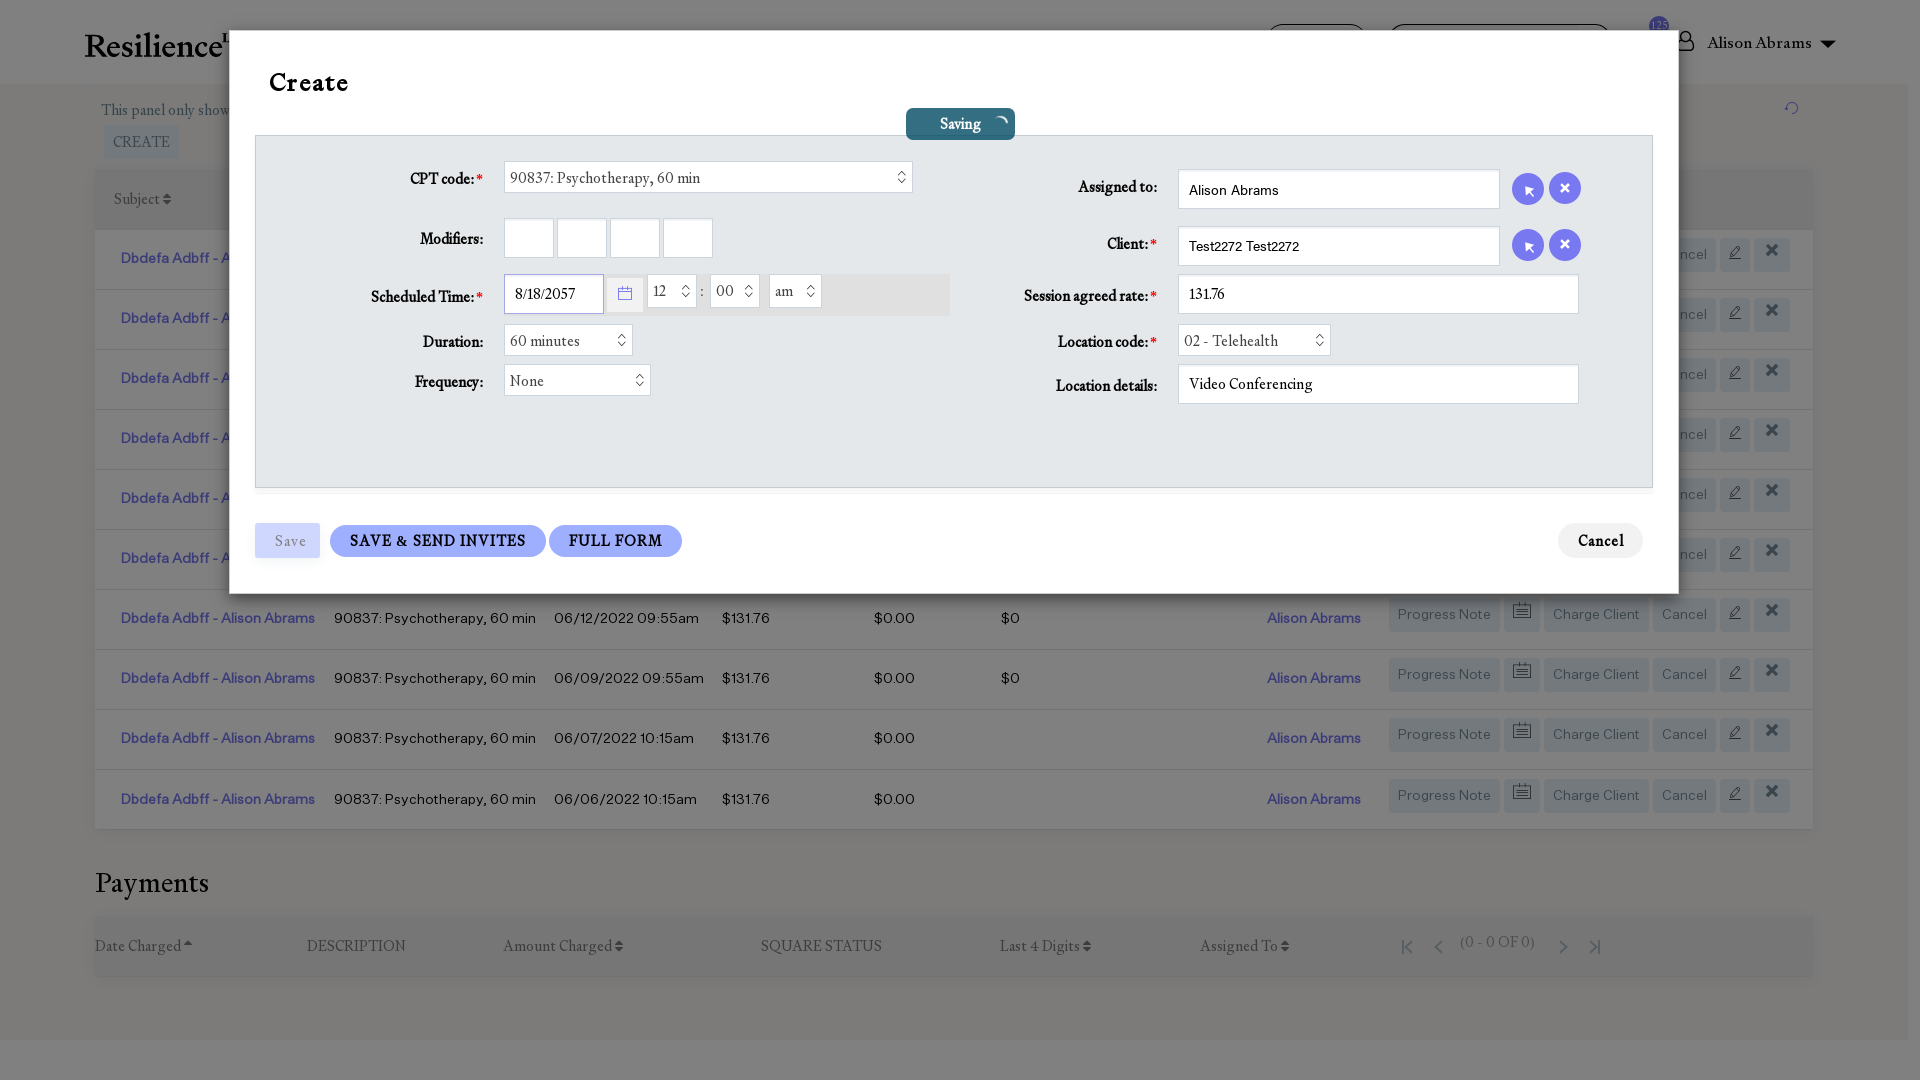 Resilience
125
Alison Abrams
This panel only show
CREATE
Subject
Create
Saving
CPT code:*
90837: Psychotherapy, 60 min
Assigned to:
Alison Abrams
Modifiers:
Client:*
Test2272 Test2272
Scheduled Time:*
8/18/2057
12 : 00 am
Session agreed rate:*
131.76
Duration:
60 minutes
Location code:*
02 - Telehealth
Frequency:
None
Location details:
Video Conferencing
Save
SAVE & SEND INVITES
FULL FORM
Cancel
Dbdefa Adbff - A ncel
Dbdefa Adbff - A ncel
Dbdefa Adbff - A ncel
Dbdefa Adbff - A ncel
Dbdefa Adbff - A ncel
Dbdefa Adbff - A ncel
Dbdefa Adbff - Alison Abrams 90837: Psychotherapy, 60 min 06/12/2022 09:55am $131.76 $0.00 $0 Alison Abrams Progress Note Charge Client Cancel
Dbdefa Adbff - Alison Abrams 90837: Psychotherapy, 60 min 06/09/2022 09:55am $131.76 $0.00 $0 Alison Abrams Progress Note Charge Client Cancel
Dbdefa Adbff - Alison Abrams 90837: Psychotherapy, 60 min 06/07/2022 10:15am $131.76 $0.00 Alison Abrams Progress Note Charge Client Cancel
Dbdefa Adbff - Alison Abrams 90837: Psychotherapy, 60 min 06/06/2022 10:15am $131.76 $0.00 Alison Abrams Progress Note Charge Client Cancel
Payments
Date Charged DESCRIPTION Amount Charged SQUARE STATUS Last 4 Digits Assigned To (0 - 0 OF 0)